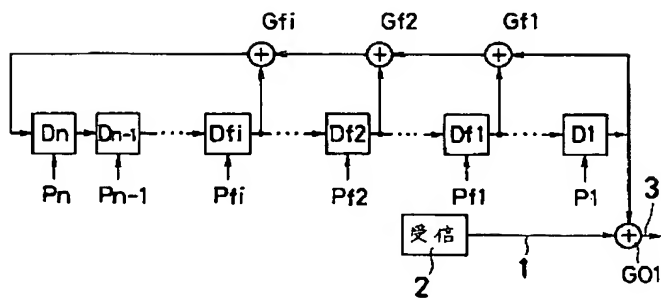 Gfi Gf2 Gf1
Dn Dn-1 Dfi Df2 Df1 D1
Pn Pn-1 Pfi Pf2 Pf1 P1
3
受信
2 1 G01